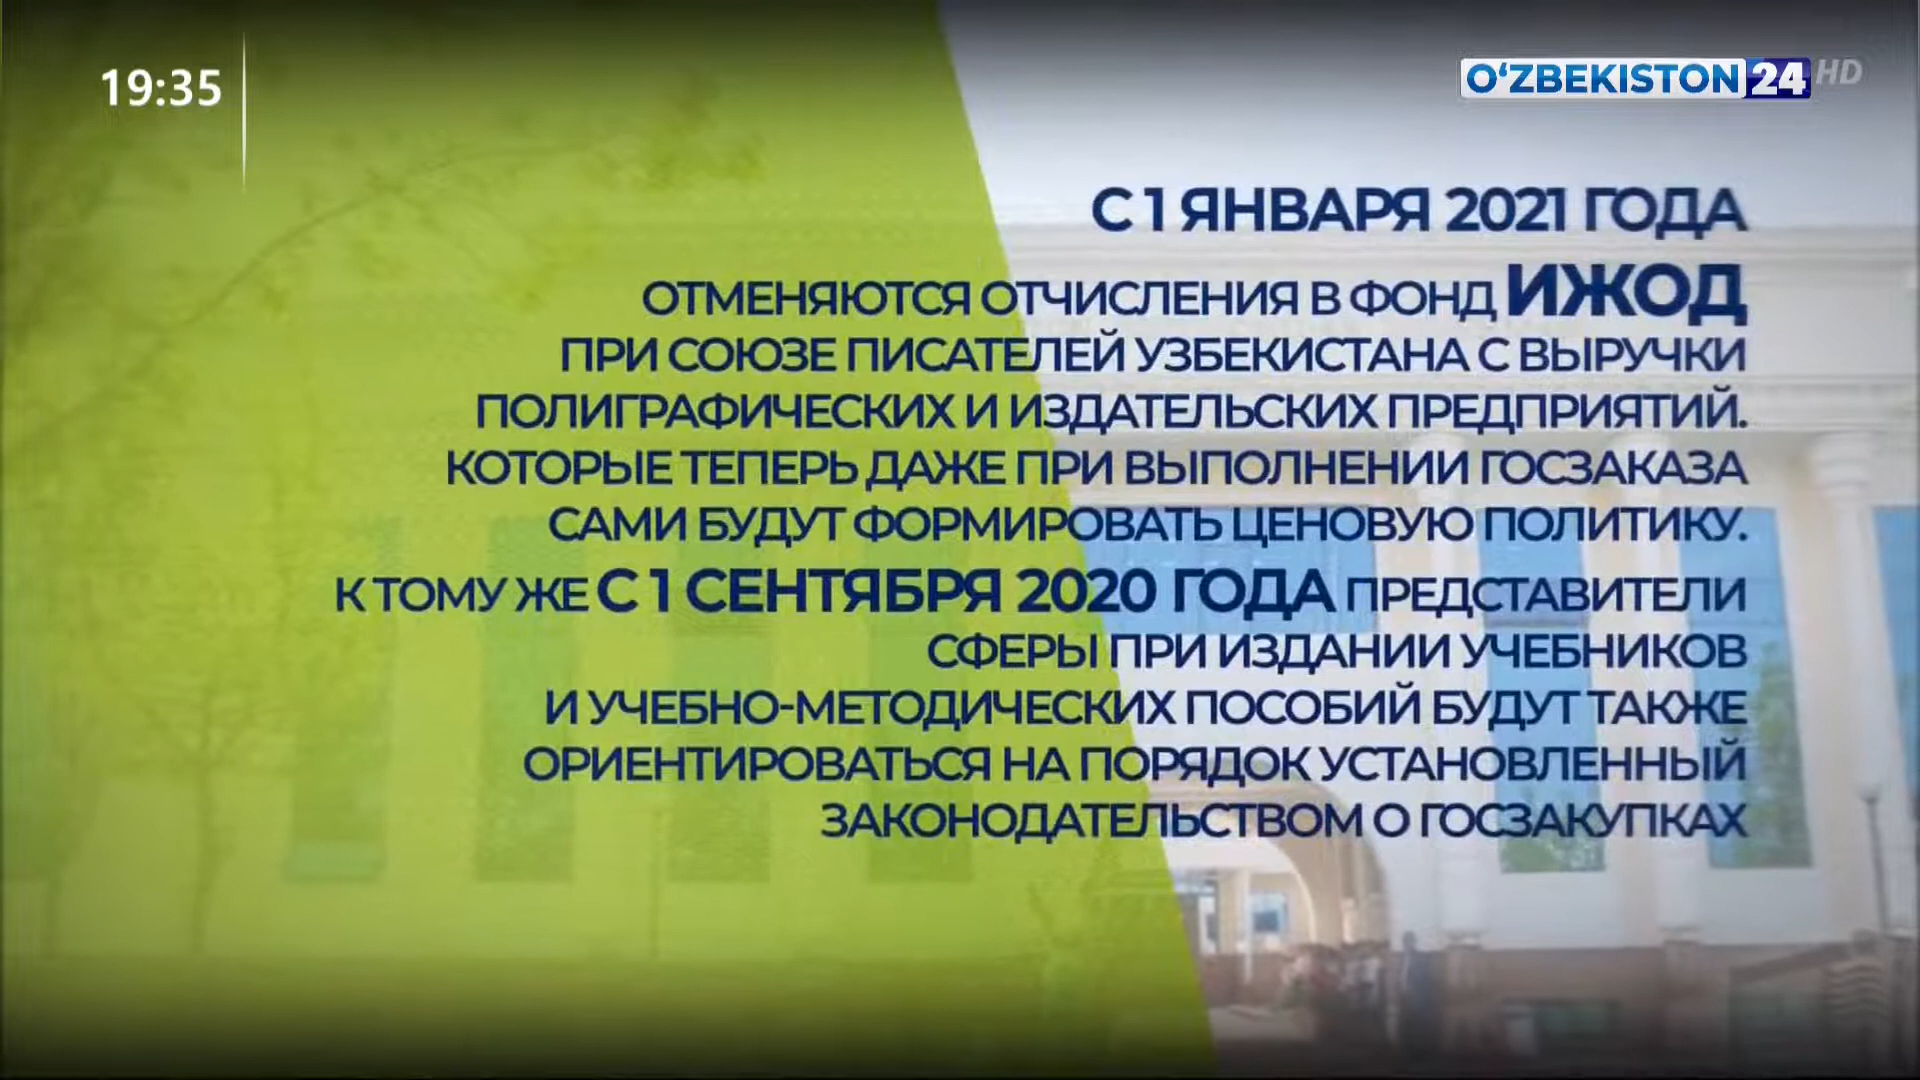 19:35
O‘ZBEKISTON 24 HD
С 1 ЯНВАРЯ 2021 ГОДА
ОТМЕНЯЮТСЯ ОТЧИСЛЕНИЯ В ФОНД ИЖОД
ПРИ СОЮЗЕ ПИСАТЕЛЕЙ УЗБЕКИСТАНА С ВЫРУЧКИ
ПОЛИГРАФИЧЕСКИХ И ИЗДАТЕЛЬСКИХ ПРЕДПРИЯТИЙ.
КОТОРЫЕ ТЕПЕРЬ ДАЖЕ ПРИ ВЫПОЛНЕНИИ ГОСЗАКАЗА
САМИ БУДУТ ФОРМИРОВАТЬ ЦЕНОВУЮ ПОЛИТИКУ.
К ТОМУ ЖЕ С 1 СЕНТЯБРЯ 2020 ГОДА ПРЕДСТАВИТЕЛИ
СФЕРЫ ПРИ ИЗДАНИИ УЧЕБНИКОВ
И УЧЕБНО-МЕТОДИЧЕСКИХ ПОСОБИЙ БУДУТ ТАКЖЕ
ОРИЕНТИРОВАТЬСЯ НА ПОРЯДОК УСТАНОВЛЕННЫЙ
ЗАКОНОДАТЕЛЬСТВОМ О ГОСЗАКУПКАХ